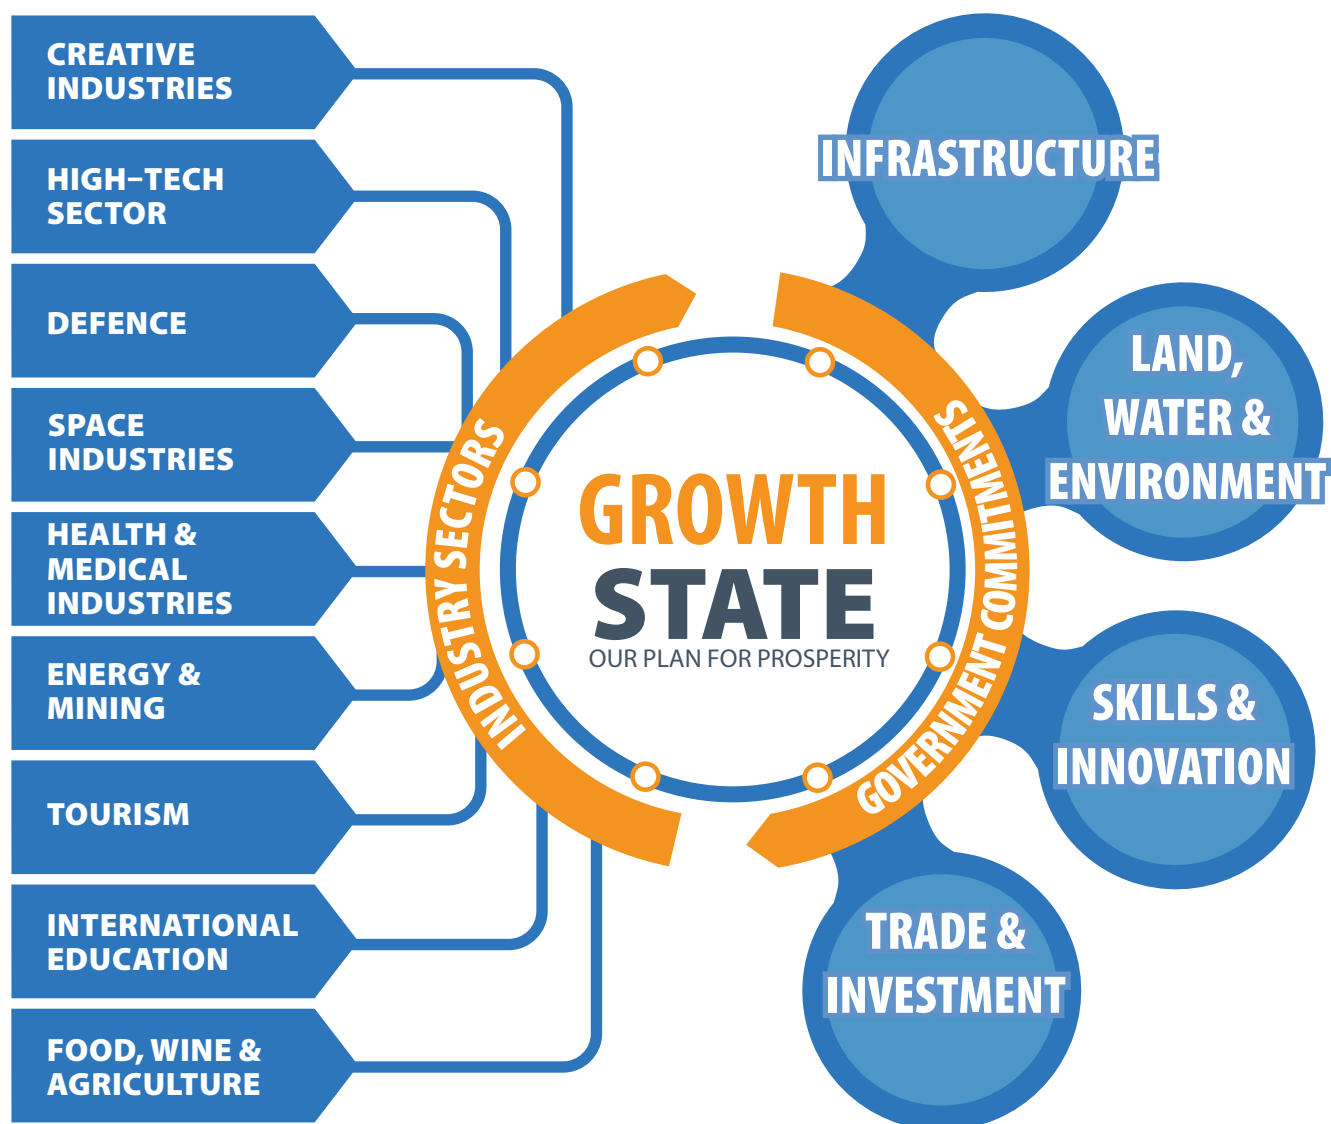 CREATIVE
INDUSTRIES
HIGH–TECH
SECTOR
DEFENCE
SPACE
INDUSTRIES
HEALTH &
MEDICAL
INDUSTRIES
ENERGY &
MINING
TOURISM
INTERNATIONAL
EDUCATION
FOOD, WINE &
AGRICULTURE
INDUSTRY SECTORS
GROWTH
STATE
OUR PLAN FOR PROSPERITY
GOVERNMENT COMMITMENTS
INFRASTRUCTURE
LAND,
WATER &
ENVIRONMENT
SKILLS &
INNOVATION
TRADE &
INVESTMENT